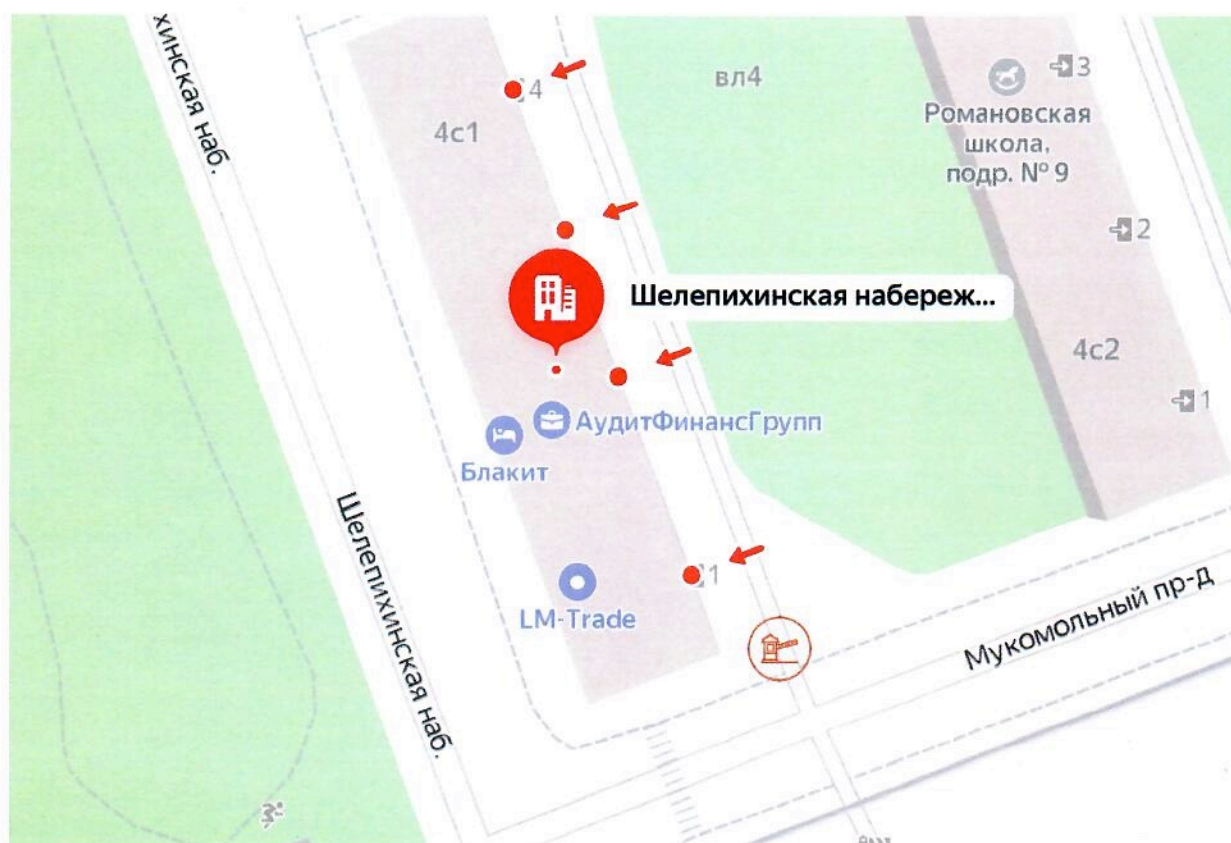 хинская наб.
4
4с1
вл4
3
Романовская
школа,
подр. № 9
2
Шелепихинская набереж...
4с2
1
АудитФинансГрупп
Блакит
Шелепихинская наб.
1
LM-Trade
Мукомольный пр-д